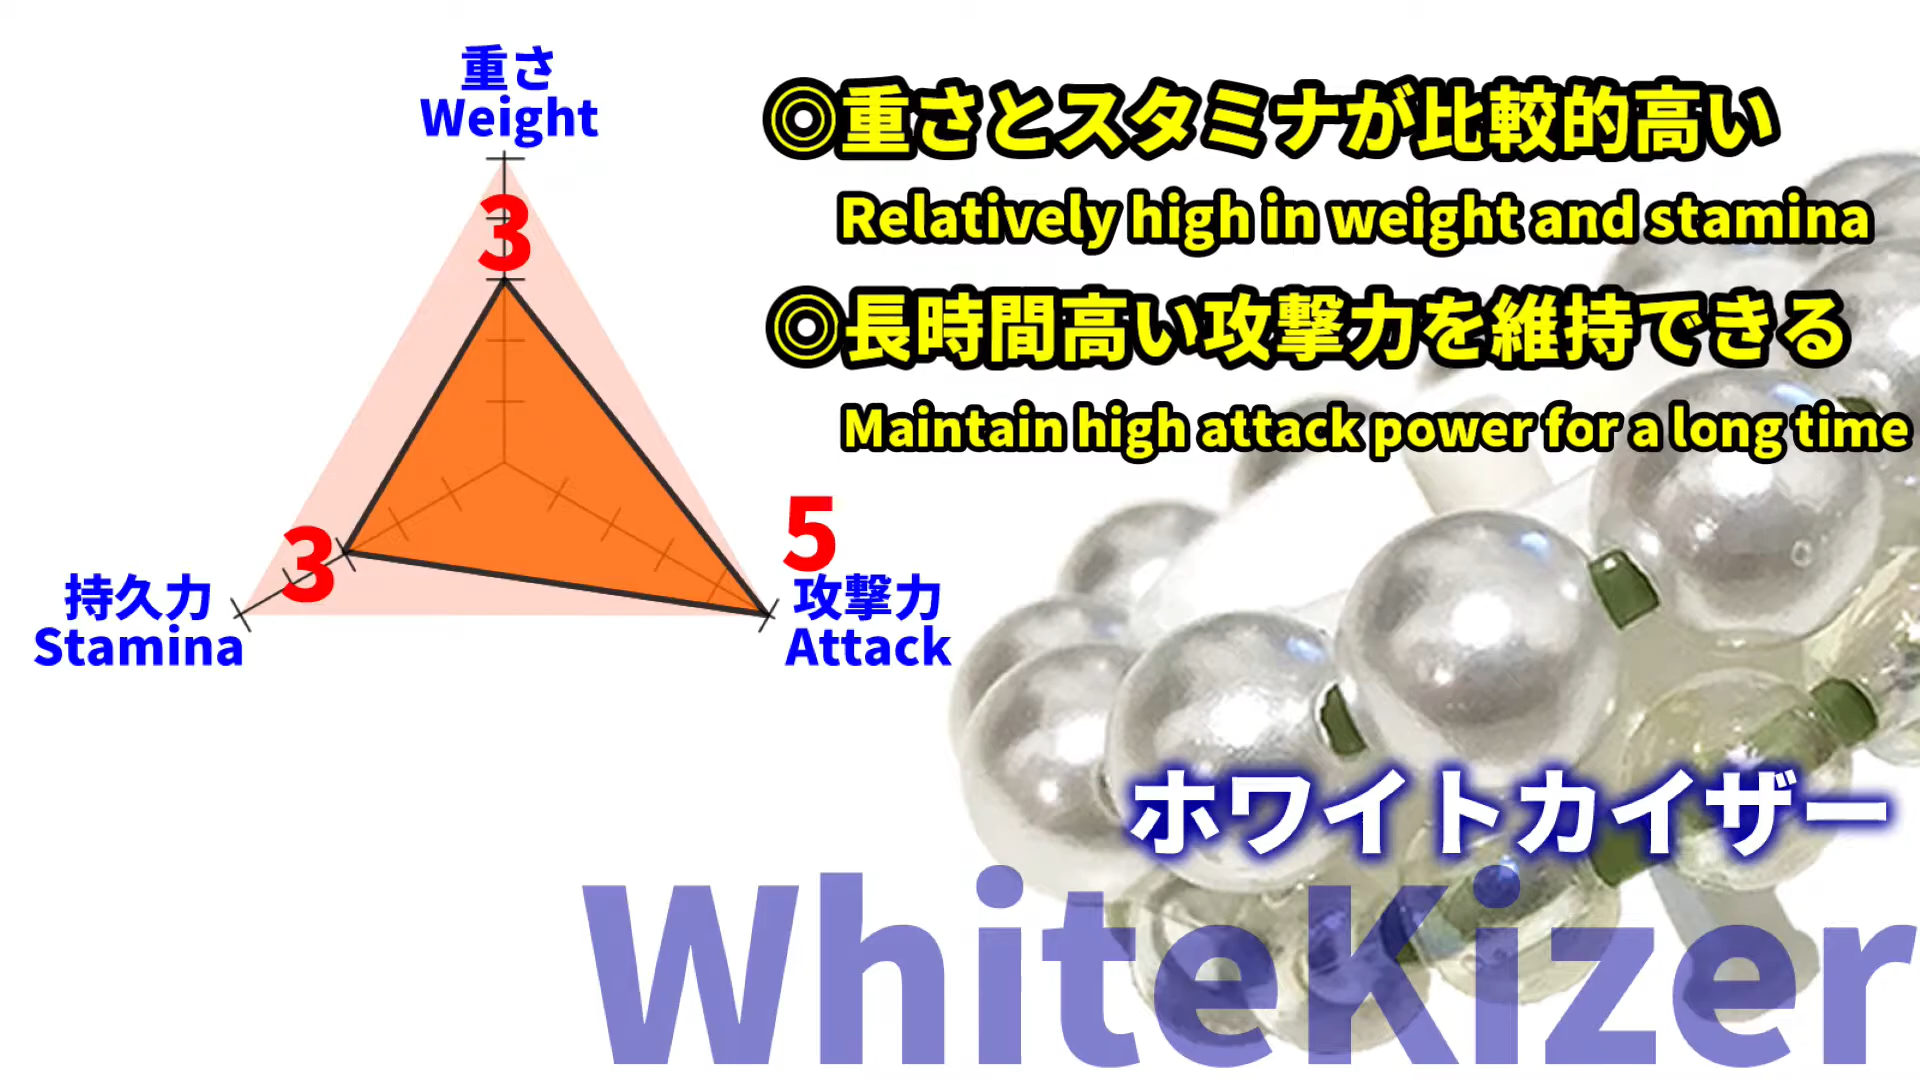 重さ
Weight
3
3
持久力
Stamina
5
攻撃力
Attack
◎重さとスタミナが比較的高い
Relatively high in weight and stamina
◎長時間高い攻撃力を維持できる
Maintain high attack power for a long time
ホワイトカイザー
WhiteKizer